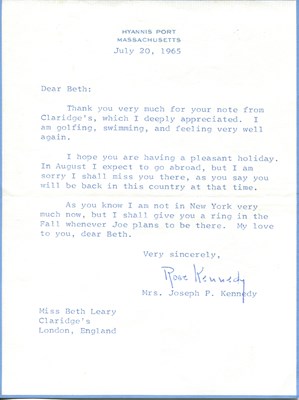 HYANNIS PORT
MASSACHUSETTS
July 20, 1965
Dear Beth:
Thank you very much for your note from
Claridge's, which I deeply appreciated. I
am golfing, swimming, and feeling very well
again.
I hope you are having a pleasant holiday.
In August I expect to go abroad, but I am
sorry I shall miss you there, as you say you
will be back in this country at that time.
As you know I am not in New York very
much now, but I shall give you a ring in the
Fall whenever Joe plans to be there. My love
to you, dear Beth.
Very sincerely,
Rose Kennedy
Mrs. Joseph P. Kennedy
Miss Beth Leary
Claridge's
London, England